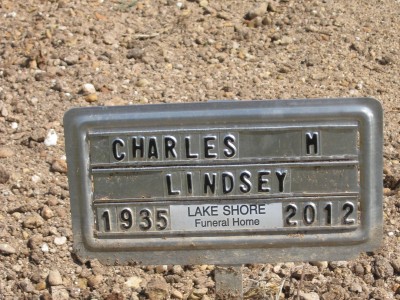 CHARLES M
LINDSEY
1935 LAKE SHORE Funeral Home 2012